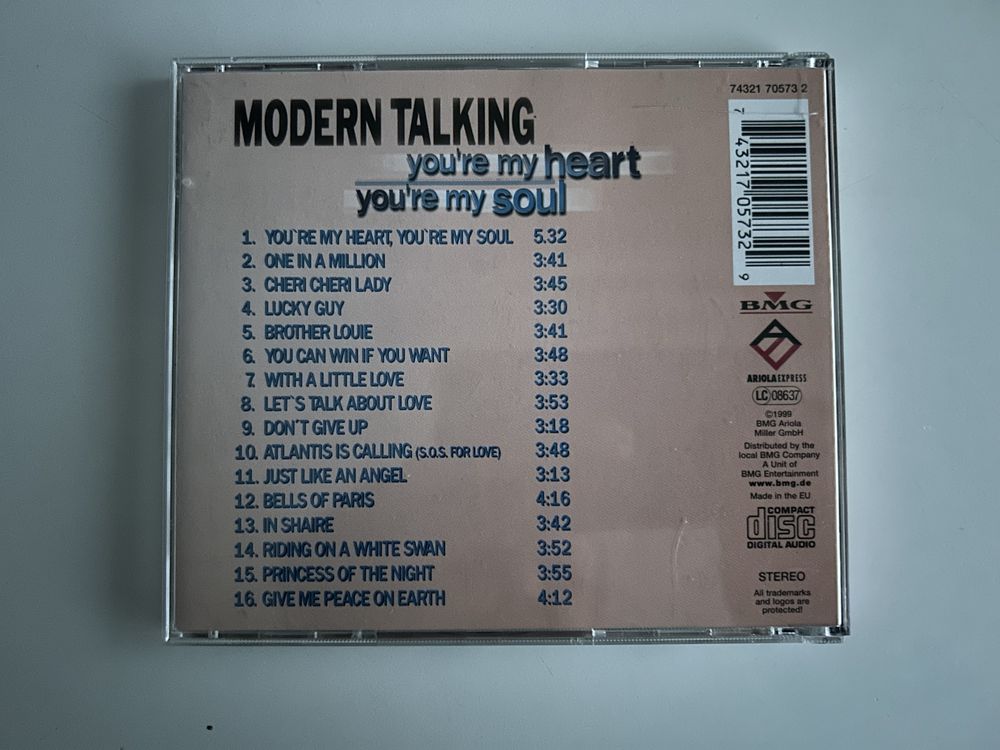 MODERN TALKING
you're my heart
you're my soul
1. YOU`RE MY HEART, YOU`RE MY SOUL 5.32
2. ONE IN A MILLION 3:41
3. CHERI CHERI LADY 3:45
4. LUCKY GUY 3:30
5. BROTHER LOUIE 3:41
6. YOU CAN WIN IF YOU WANT 3:48
7. WITH A LITTLE LOVE 3:33
8. LET`S TALK ABOUT LOVE 3:53
9. DON`T GIVE UP 3:18
10. ATLANTIS IS CALLING (S.O.S. FOR LOVE) 3:48
11. JUST LIKE AN ANGEL 3:13
12. BELLS OF PARIS 4:16
13. IN SHAIRE 3:42
14. RIDING ON A WHITE SWAN 3:52
15. PRINCESS OF THE NIGHT 3:55
16. GIVE ME PEACE ON EARTH 4:12
74321 70573 2
7 43217 05732 9
BMG
ARIOLA EXPRESS
LC 08637
©1999
BMG Ariola
Miller GmbH
Distributed by the
local BMG Company
A Unit of
BMG Entertainment
www.bmg.de
Made in the EU
COMPACT
disc
DIGITAL AUDIO
STEREO
All trademarks
and logos are
protected!